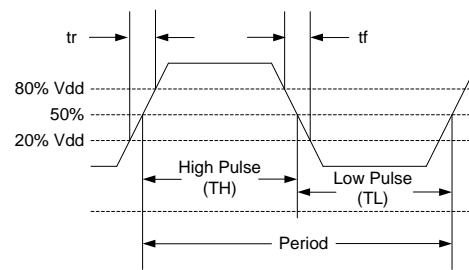 tr
tf
80% Vdd
50%
20% Vdd
High Pulse
(TH)
Low Pulse
(TL)
Period